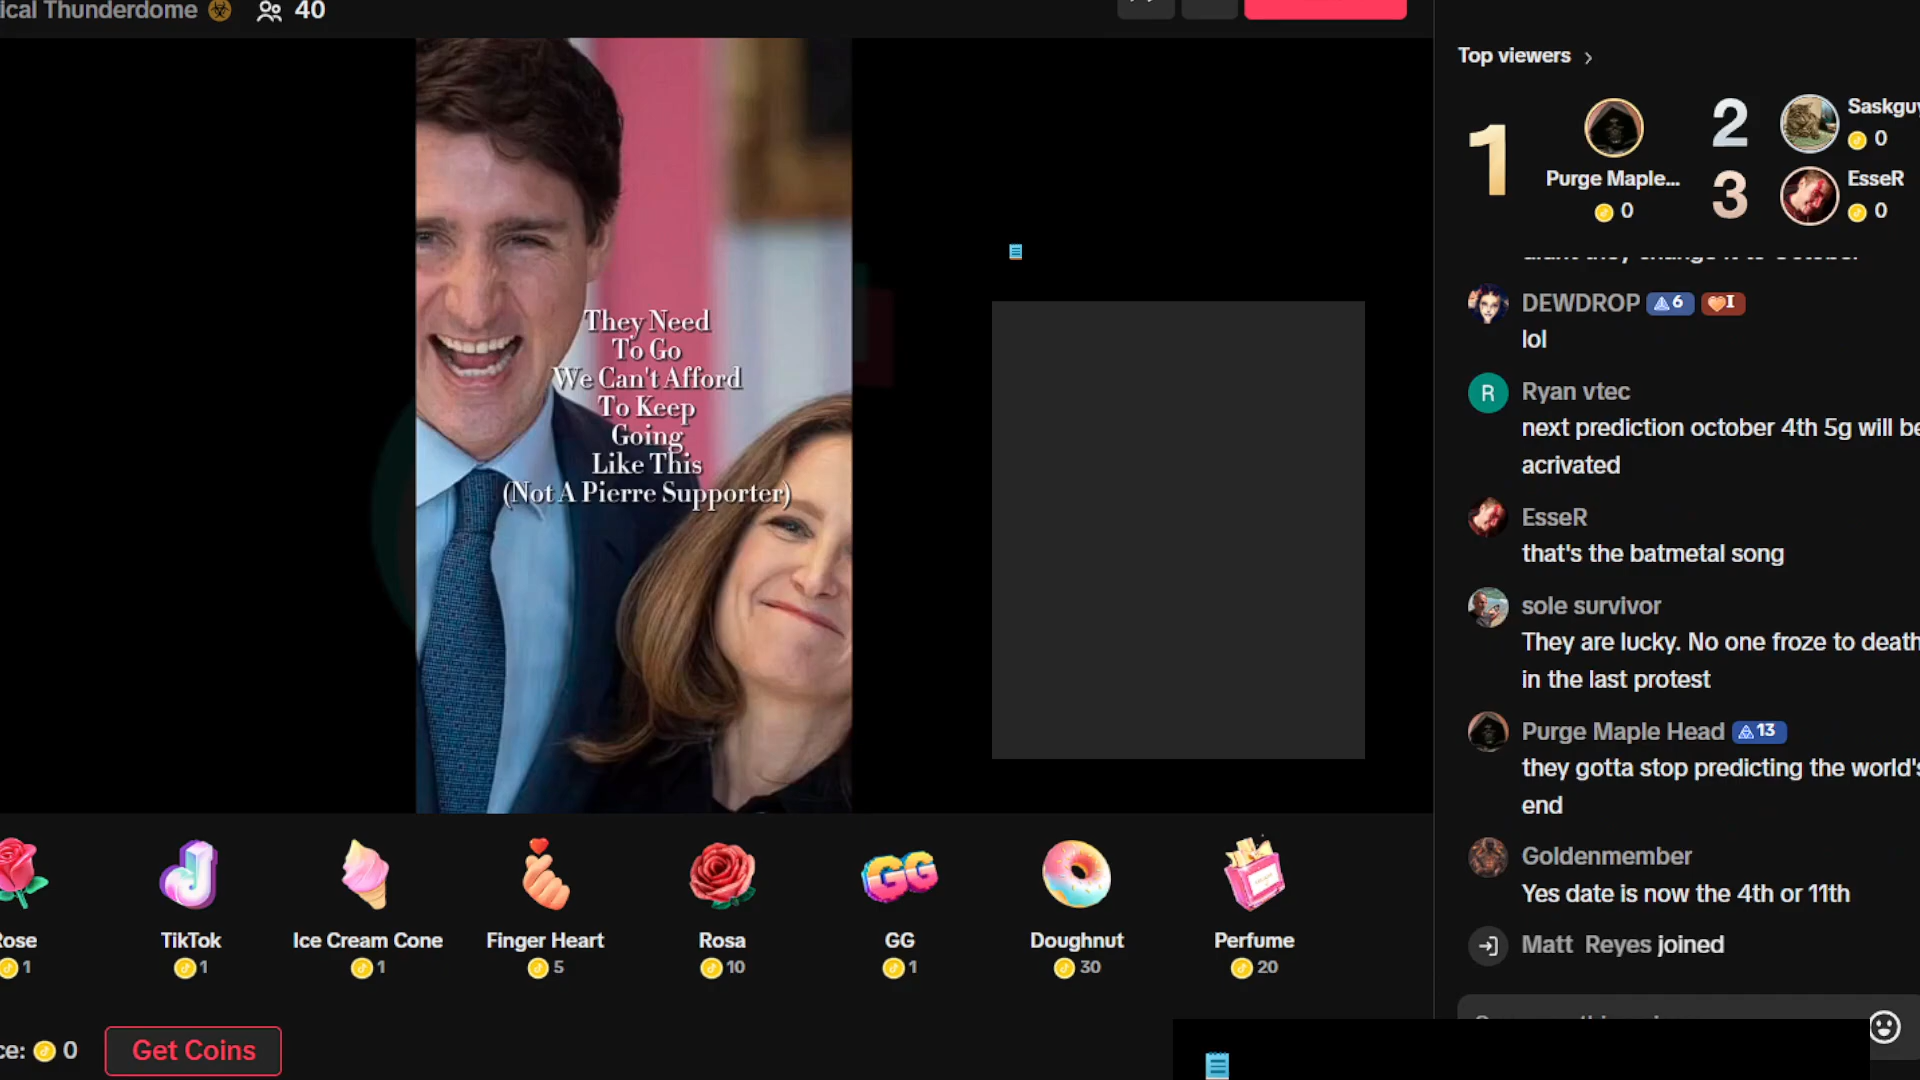 ical Thunderdome
40
Top viewers >
1
Purge Maple...
0
2
Saskguy
0
3
EsseR
0
They Need
To Go
We Can't Afford
To Keep
Going
Like This
(Not A Pierre Supporter)
DEWDROP 6 I
lol
R
Ryan vtec
next prediction october 4th 5g will be
acrivated
EsseR
that's the batmetal song
sole survivor
They are lucky. No one froze to death
in the last protest
Purge Maple Head 13
they gotta stop predicting the world's
end
Goldenmember
Yes date is now the 4th or 11th
Matt Reyes joined
GG
Rose
1
TikTok
1
Ice Cream Cone
1
Finger Heart
5
Rosa
10
GG
1
Doughnut
30
Perfume
20
ce: 0
Get Coins